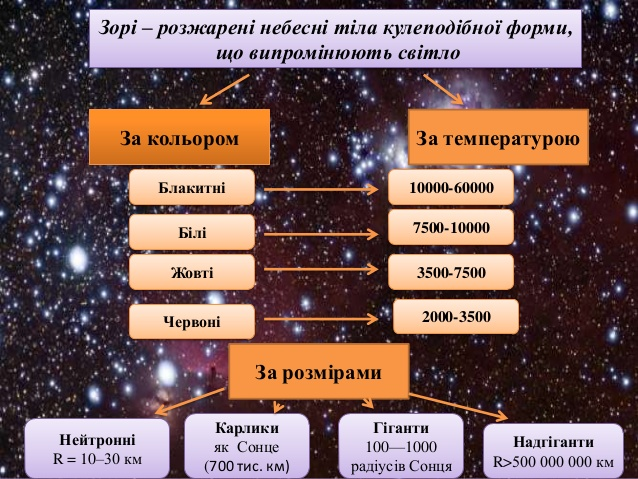 Зорі – розжарені небесні тіла кулеподібної форми,
що випромінюють світло
За кольором
За температурою
Блакитні
10000-60000
Білі
7500-10000
Жовті
3500-7500
Червоні
2000-3500
За розмірами
Нейтронні
R = 10–30 км
Карлики
як Сонце
(700 тис. км)
Гіганти
100—1000
радіусів Сонця
Надгіганти
R>500 000 000 км